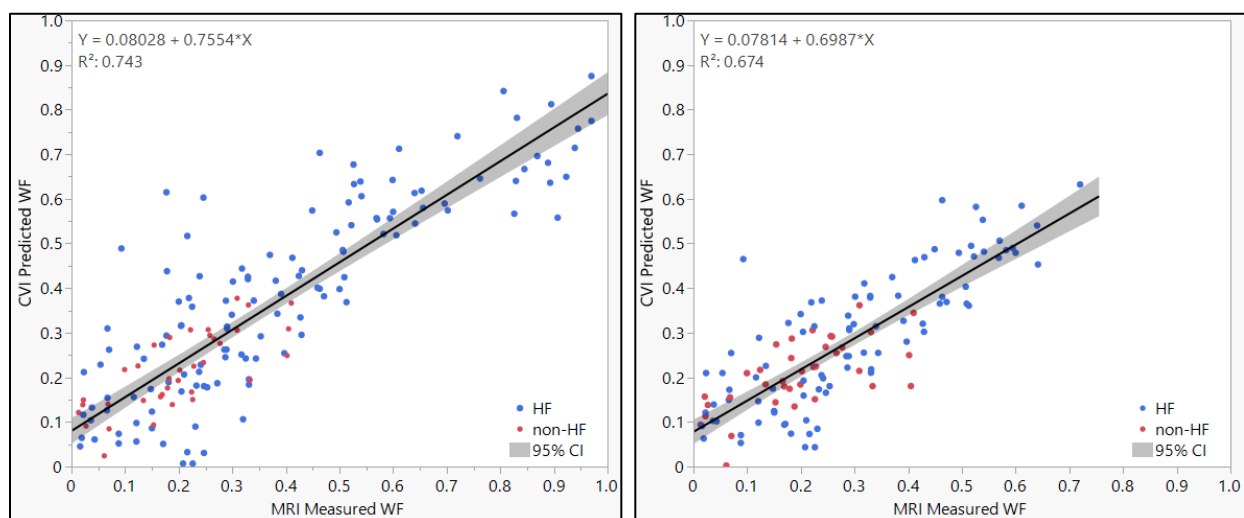 Y = 0.08028 + 0.7554*X
R²: 0.743
1.0
0.9
0.8
0.7
0.6
0.5
0.4
0.3
0.2
0.1
0
CVI Predicted WF
HF
non-HF
95% CI
0 0.1 0.2 0.3 0.4 0.5 0.6 0.7 0.8 0.9 1.0
MRI Measured WF
Y = 0.07814 + 0.6987*X
R²: 0.674
1.0
0.9
0.8
0.7
0.6
0.5
0.4
0.3
0.2
0.1
0
CVI Predicted WF
HF
non-HF
95% CI
0 0.1 0.2 0.3 0.4 0.5 0.6 0.7 0.8 0.9 1.0
MRI Measured WF